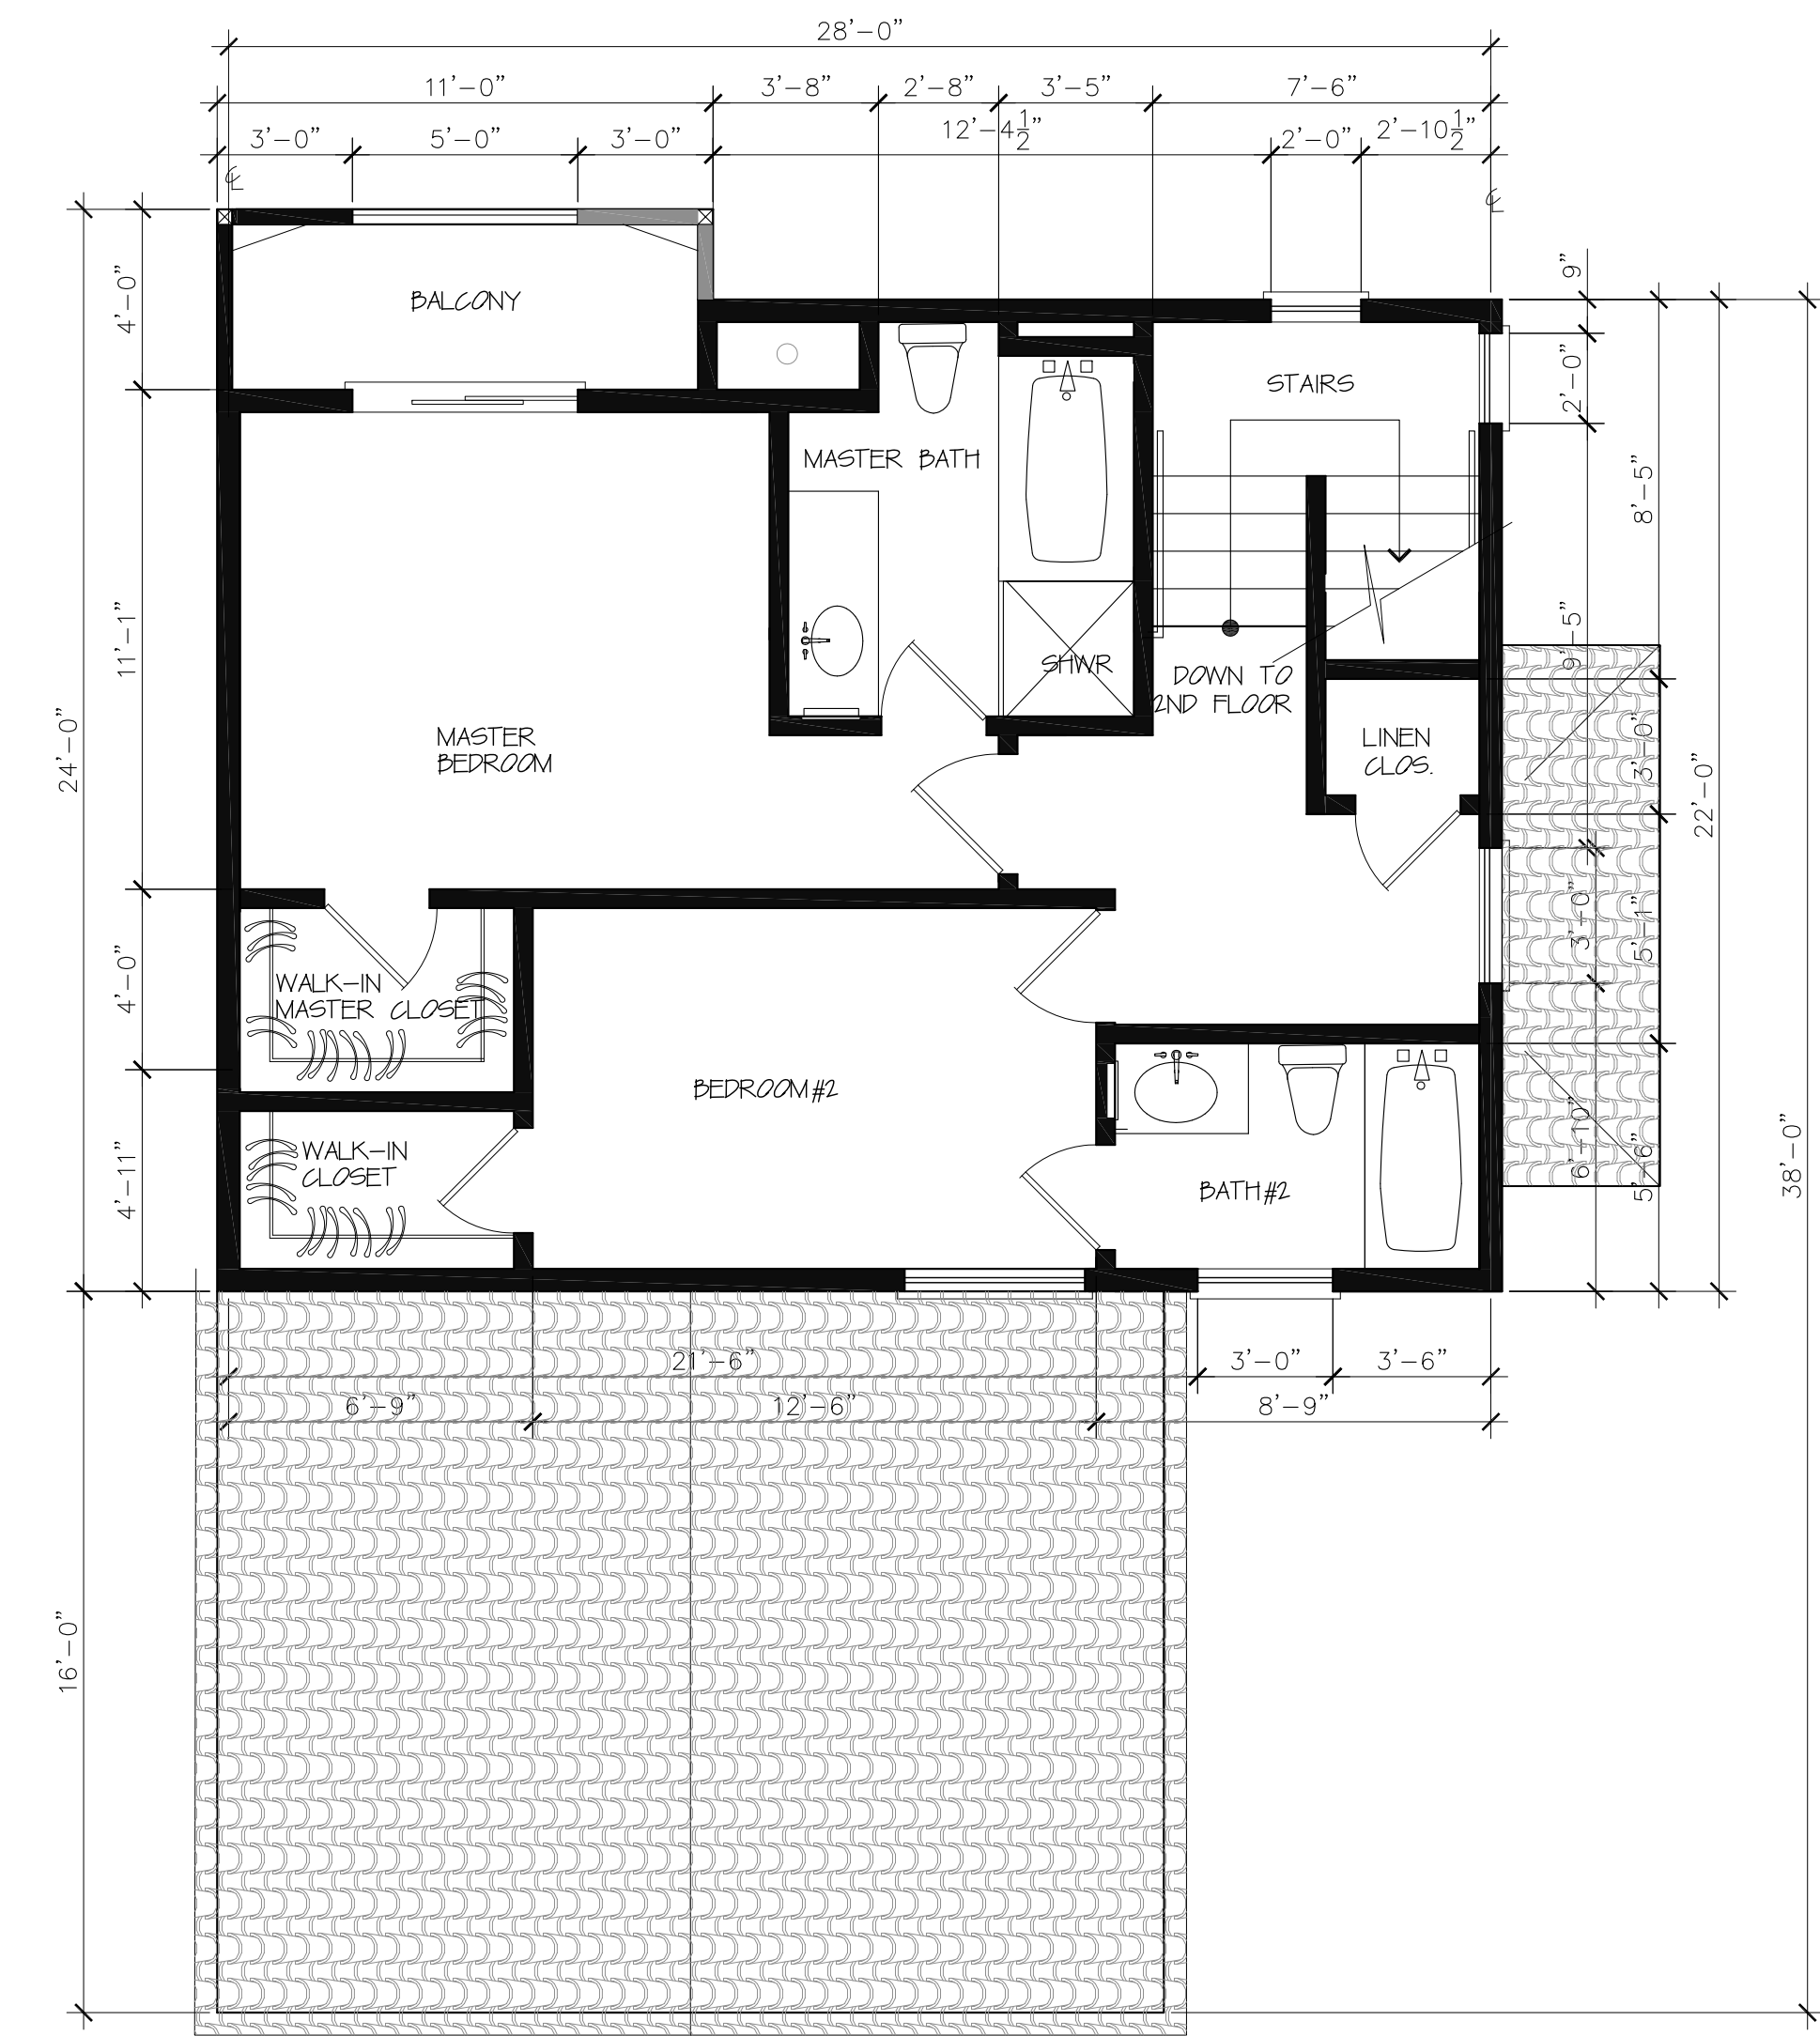 28'-0"
11'-0"
3'-8"
2'-8"
3'-5"
7'-6"
3'-0"
5'-0"
3'-0"
12'-4½"
2'-0"
2'-10½"
℄
℄
4'-0"
BALCONY
9"
2'-0"
STAIRS
MASTER BATH
8'-5"
11'-1"
9'-5"
SHWR
DOWN TO
2ND FLOOR
24'-0"
MASTER
BEDROOM
LINEN
CLOS.
3'-0"
22'-0"
4'-0"
WALK-IN
MASTER CLOSET
3'-0"
5'-1"
BEDROOM #2
4'-11"
WALK-IN
CLOSET
BATH #2
6'-10"
5'-6"
38'-0"
21'-6"
3'-0"
3'-6"
6'-9"
12'-6"
8'-9"
16'-0"